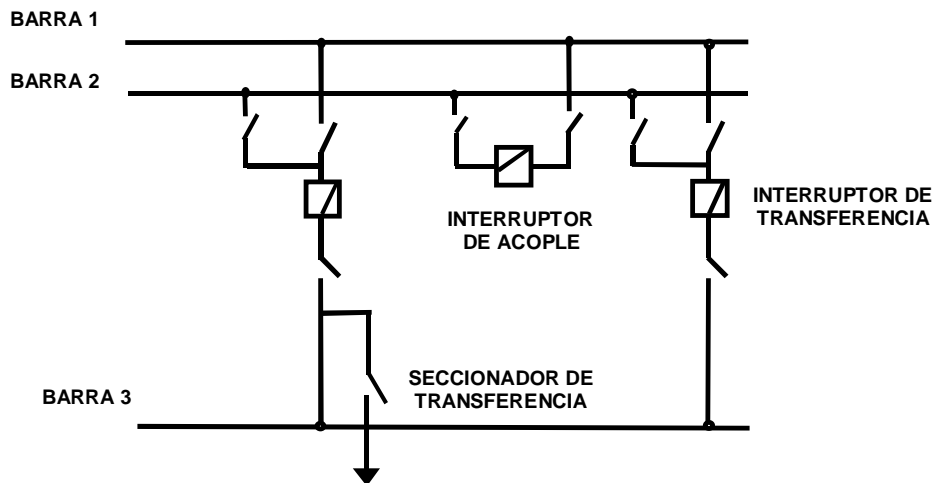 BARRA 1
BARRA 2
INTERRUPTOR
DE ACOPLE
INTERRUPTOR DE
TRANSFERENCIA
SECCIONADOR DE
TRANSFERENCIA
BARRA 3